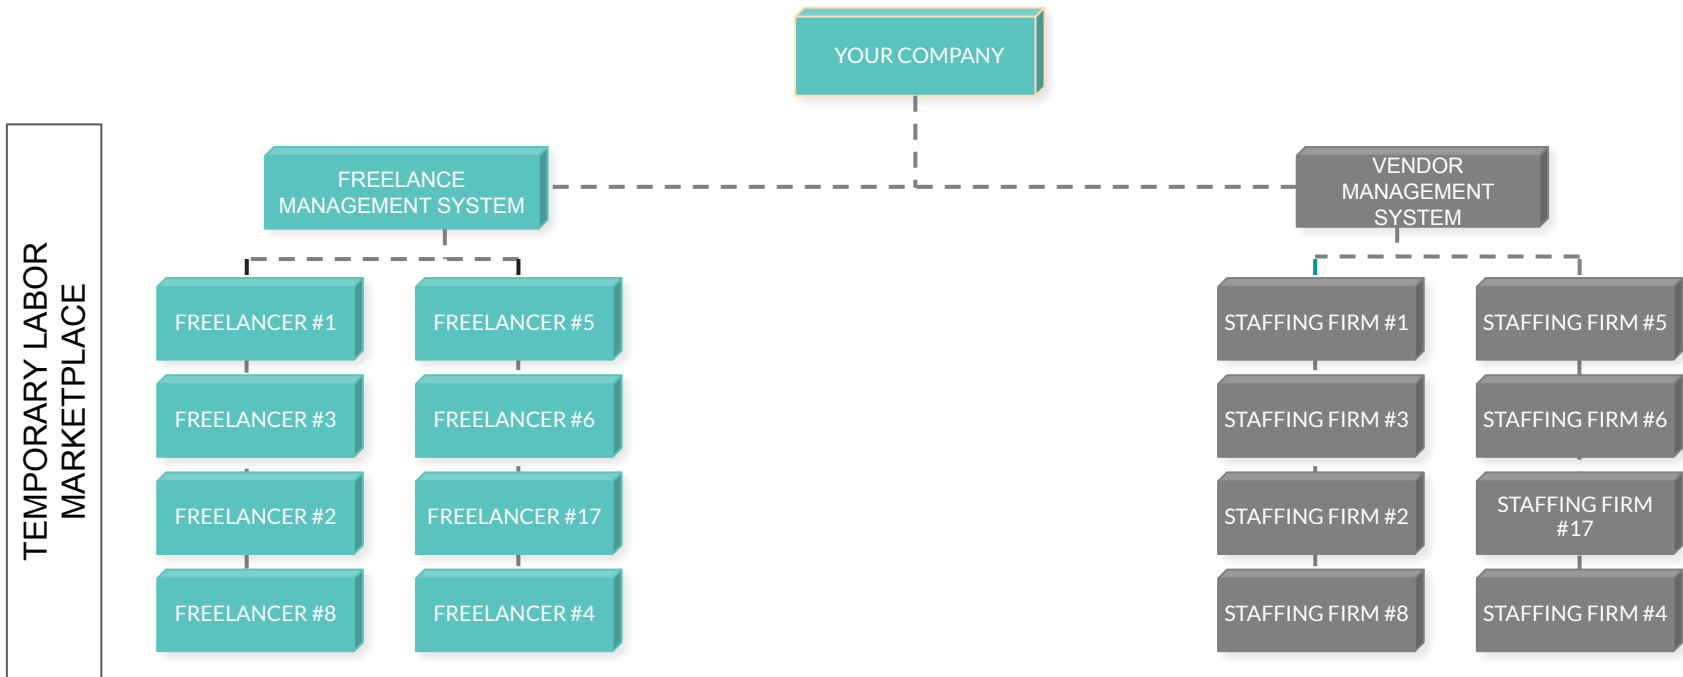 YOUR COMPANY
TEMPORARY LABOR
MARKETPLACE
FREELANCE
MANAGEMENT SYSTEM
VENDOR
MANAGEMENT
SYSTEM
FREELANCER #1
FREELANCER #5
STAFFING FIRM #1
STAFFING FIRM #5
FREELANCER #3
FREELANCER #6
STAFFING FIRM #3
STAFFING FIRM #6
FREELANCER #2
FREELANCER #17
STAFFING FIRM #2
STAFFING FIRM
#17
FREELANCER #8
FREELANCER #4
STAFFING FIRM #8
STAFFING FIRM #4